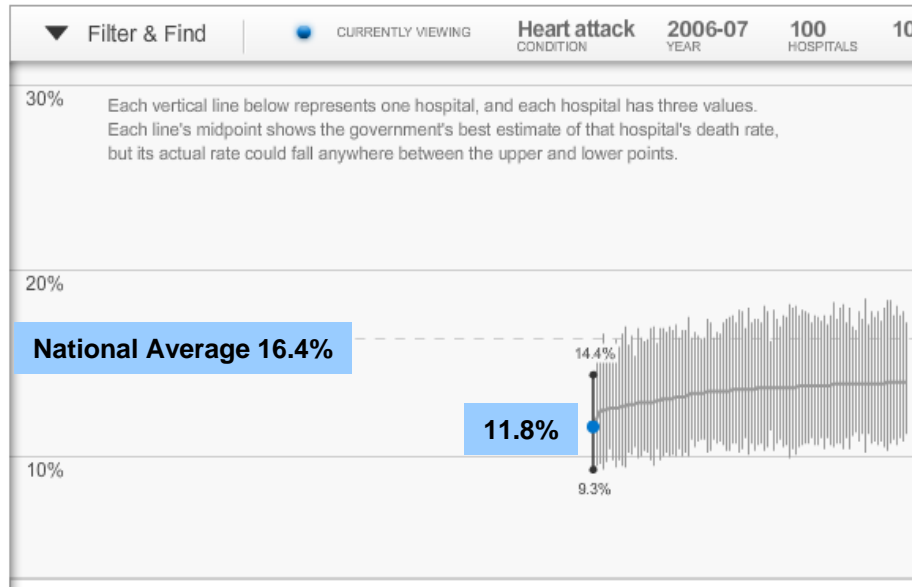 Filter & Find CURRENTLY VIEWING Heart attack 2006-07 100 10
CONDITION YEAR HOSPITALS
30%
Each vertical line below represents one hospital, and each hospital has three values.
Each line's midpoint shows the government's best estimate of that hospital's death rate,
but its actual rate could fall anywhere between the upper and lower points.
20%
National Average 16.4%
14.4%
11.8%
10%
9.3%